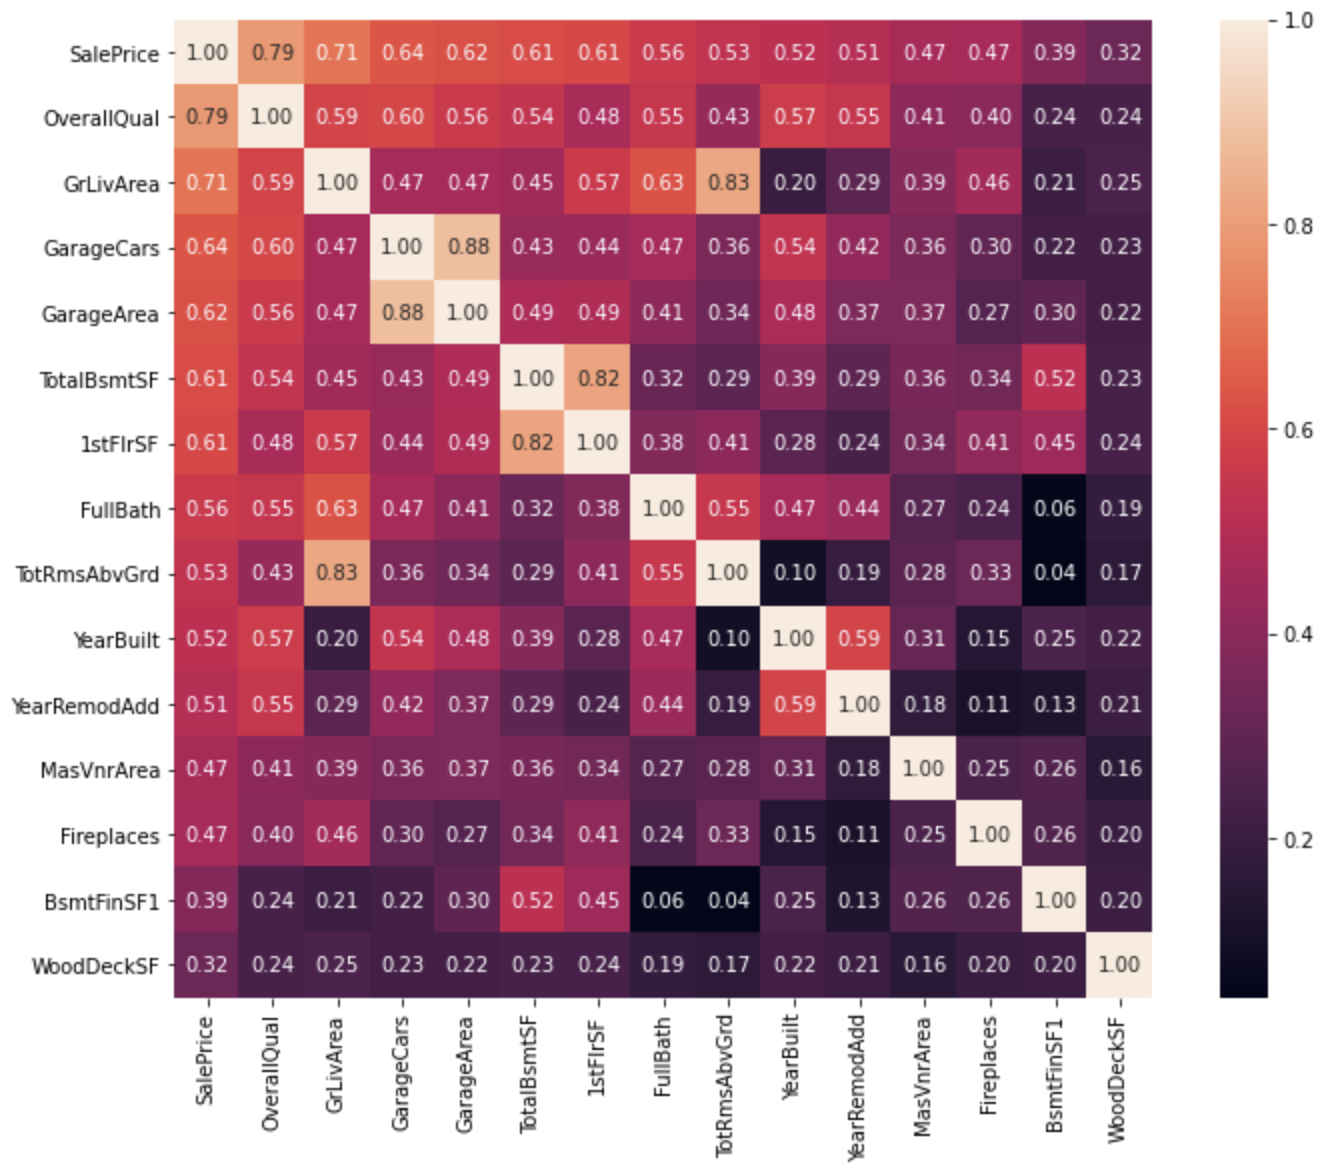 SalePrice 1.00 0.79 0.71 0.64 0.62 0.61 0.61 0.56 0.53 0.52 0.51 0.47 0.47 0.39 0.32
OverallQual 0.79 1.00 0.59 0.60 0.56 0.54 0.48 0.55 0.43 0.57 0.55 0.41 0.40 0.24 0.24
GrLivArea 0.71 0.59 1.00 0.47 0.47 0.45 0.57 0.63 0.83 0.20 0.29 0.39 0.46 0.21 0.25
GarageCars 0.64 0.60 0.47 1.00 0.88 0.43 0.44 0.47 0.36 0.54 0.42 0.36 0.30 0.22 0.23
GarageArea 0.62 0.56 0.47 0.88 1.00 0.49 0.49 0.41 0.34 0.48 0.37 0.37 0.27 0.30 0.22
TotalBsmtSF 0.61 0.54 0.45 0.43 0.49 1.00 0.82 0.32 0.29 0.39 0.29 0.36 0.34 0.52 0.23
1stFlrSF 0.61 0.48 0.57 0.44 0.49 0.82 1.00 0.38 0.41 0.28 0.24 0.34 0.41 0.45 0.24
FullBath 0.56 0.55 0.63 0.47 0.41 0.32 0.38 1.00 0.55 0.47 0.44 0.27 0.24 0.06 0.19
TotRmsAbvGrd 0.53 0.43 0.83 0.36 0.34 0.29 0.41 0.55 1.00 0.10 0.19 0.28 0.33 0.04 0.17
YearBuilt 0.52 0.57 0.20 0.54 0.48 0.39 0.28 0.47 0.10 1.00 0.59 0.31 0.15 0.25 0.22
YearRemodAdd 0.51 0.55 0.29 0.42 0.37 0.29 0.24 0.44 0.19 0.59 1.00 0.18 0.11 0.13 0.21
MasVnrArea 0.47 0.41 0.39 0.36 0.37 0.36 0.34 0.27 0.28 0.31 0.18 1.00 0.25 0.26 0.16
Fireplaces 0.47 0.40 0.46 0.30 0.27 0.34 0.41 0.24 0.33 0.15 0.11 0.25 1.00 0.26 0.20
BsmtFinSF1 0.39 0.24 0.21 0.22 0.30 0.52 0.45 0.06 0.04 0.25 0.13 0.26 0.26 1.00 0.20
WoodDeckSF 0.32 0.24 0.25 0.23 0.22 0.23 0.24 0.19 0.17 0.22 0.21 0.16 0.20 0.20 1.00
SalePrice
OverallQual
GrLivArea
GarageCars
GarageArea
TotalBsmtSF
1stFlrSF
FullBath
TotRmsAbvGrd
YearBuilt
YearRemodAdd
MasVnrArea
Fireplaces
BsmtFinSF1
WoodDeckSF
1.0
0.8
0.6
0.4
0.2